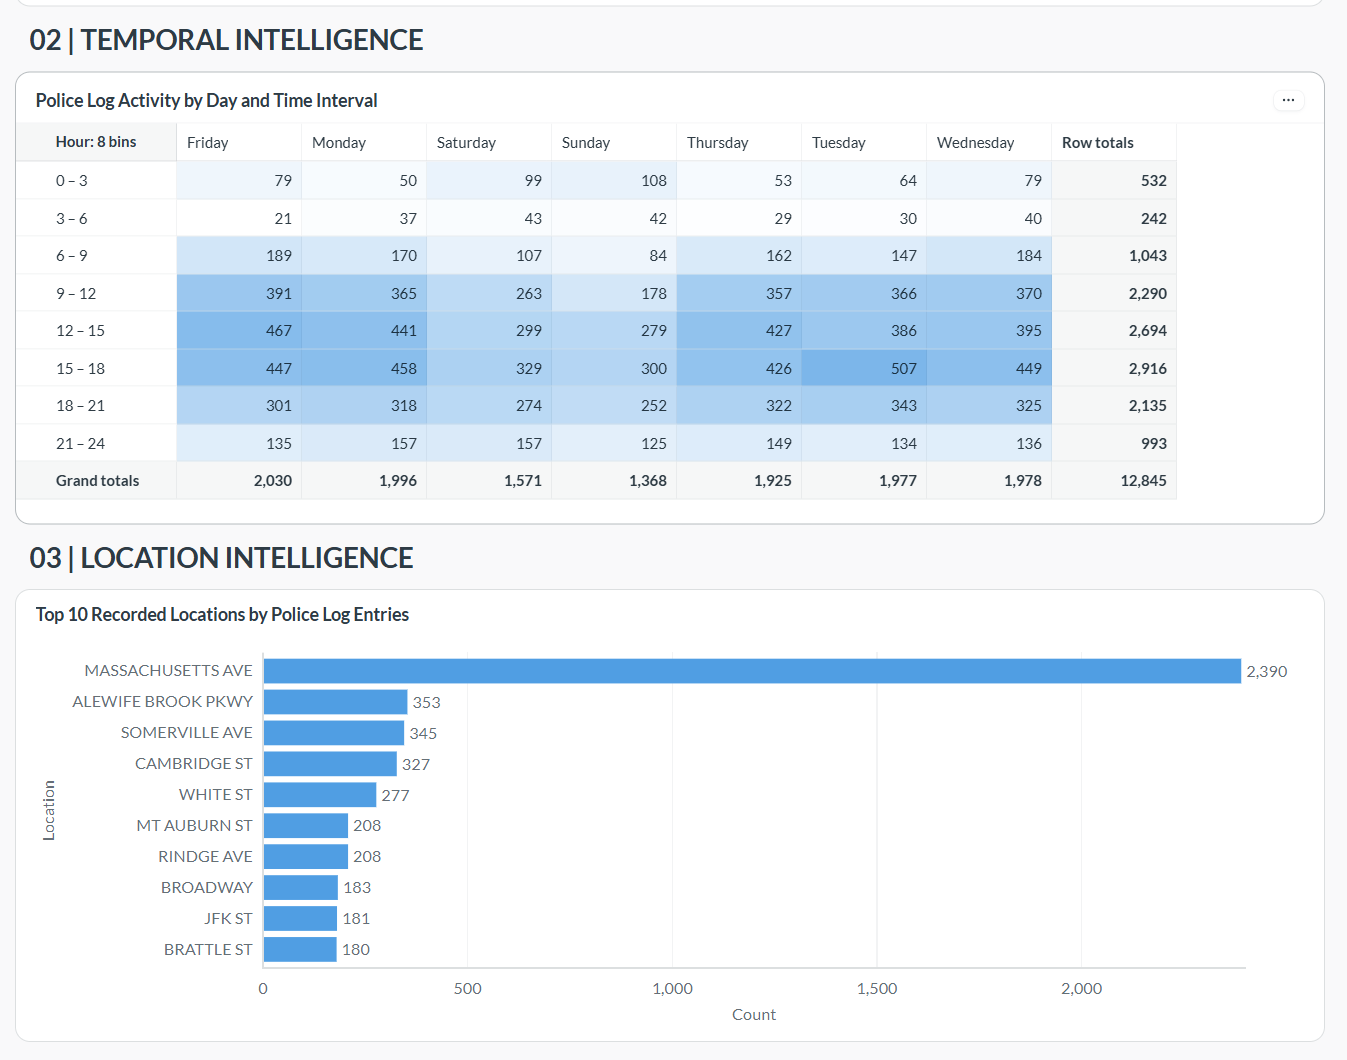 02 | TEMPORAL INTELLIGENCE
Police Log Activity by Day and Time Interval
Hour: 8 bins Friday Monday Saturday Sunday Thursday Tuesday Wednesday Row totals
0 – 3 79 50 99 108 53 64 79 532
3 – 6 21 37 43 42 29 30 40 242
6 – 9 189 170 107 84 162 147 184 1,043
9 – 12 391 365 263 178 357 366 370 2,290
12 – 15 467 441 299 279 427 386 395 2,694
15 – 18 447 458 329 300 426 507 449 2,916
18 – 21 301 318 274 252 322 343 325 2,135
21 – 24 135 157 157 125 149 134 136 993
Grand totals 2,030 1,996 1,571 1,368 1,925 1,977 1,978 12,845
03 | LOCATION INTELLIGENCE
Top 10 Recorded Locations by Police Log Entries
Location
MASSACHUSETTS AVE 2,390
ALEWIFE BROOK PKWY 353
SOMERVILLE AVE 345
CAMBRIDGE ST 327
WHITE ST 277
MT AUBURN ST 208
RINDGE AVE 208
BROADWAY 183
JFK ST 181
BRATTLE ST 180
0 500 1,000 1,500 2,000
Count